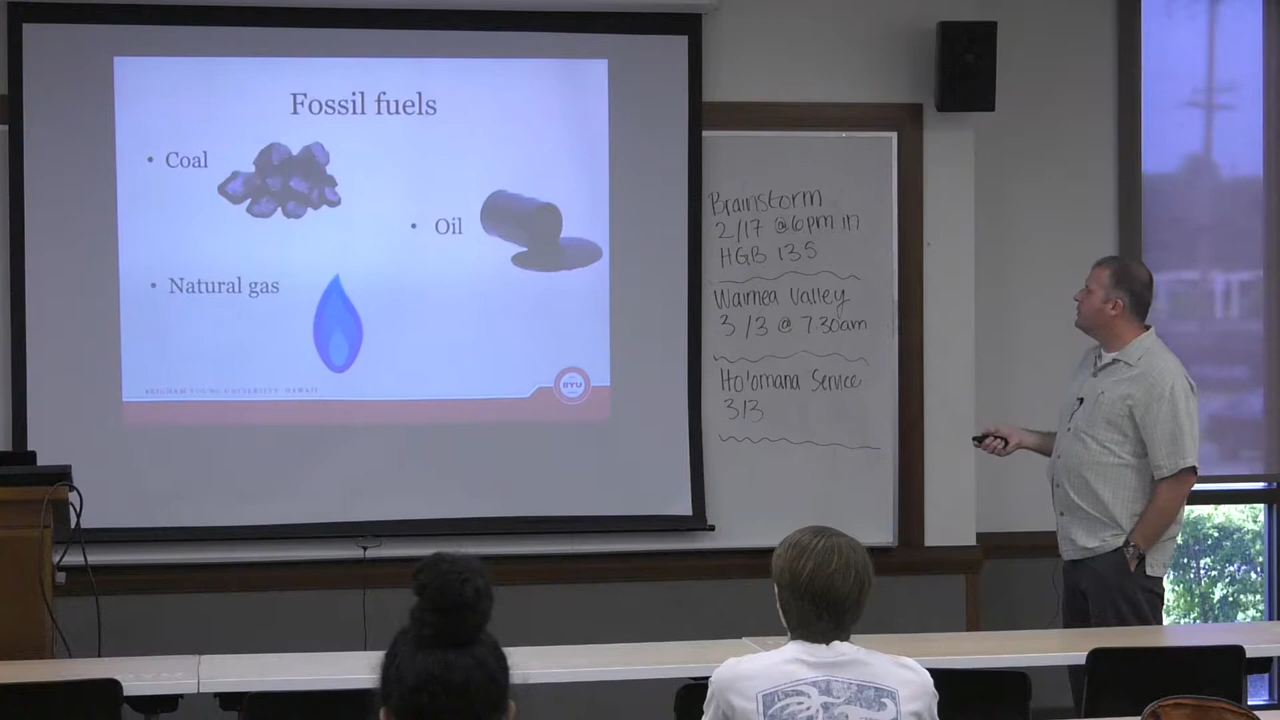 Fossil fuels
• Coal
• Oil
• Natural gas
BRIGHAM YOUNG UNIVERSITY HAWAII
BYU
Brainstorm
2/17 @ 6pm in
HGB 135
Waimea Valley
3/3 @ 7:30am
Ho'omana Service
3/3